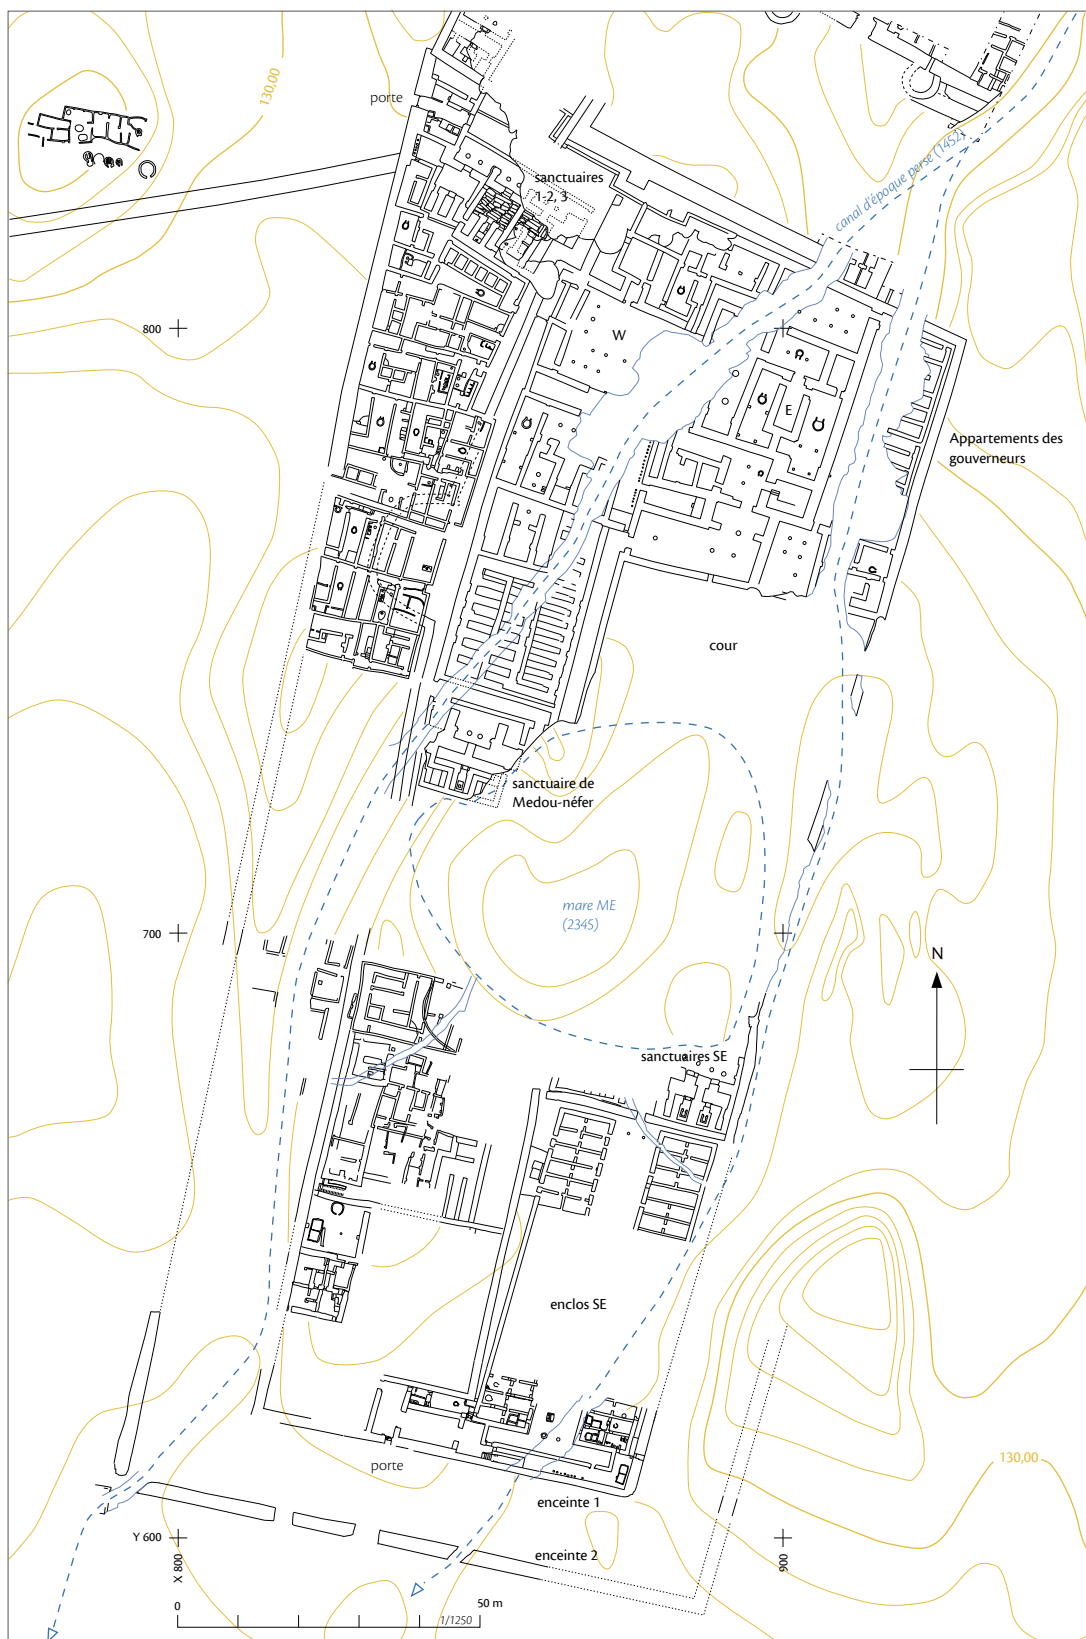 130,00
porte
sanctuaires
1, 2, 3
canal d'époque perse (1452)
800
W
E
Appartements des
gouverneurs
cour
sanctuaire de
Medou-néfer
mare ME
(2345)
700
N
sanctuaires SE
enclos SE
130,00
porte
enceinte 1
enceinte 2
Y 600
X 800
900
0
50 m
1/1250